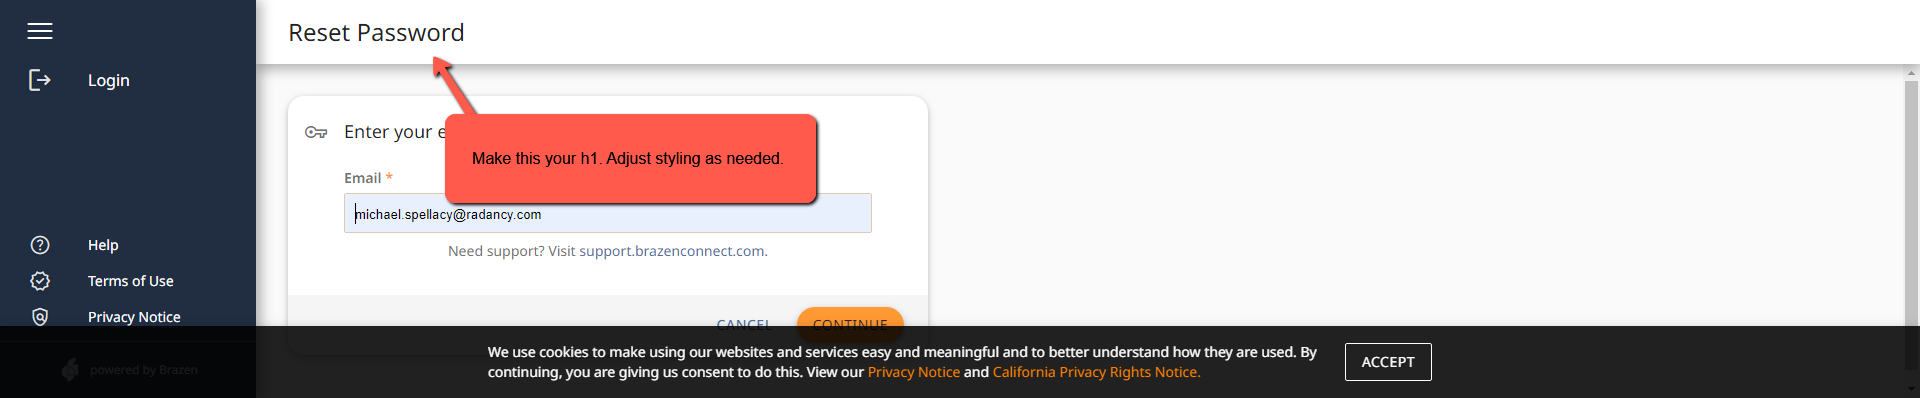 Reset Password
Login
Enter your e
Make this your h1. Adjust styling as needed.
Email *
michael.spellacy@radancy.com
Need support? Visit support.brazenconnect.com.
Help
Terms of Use
Privacy Notice
CANCEL
CONTINUE
We use cookies to make using our websites and services easy and meaningful and to better understand how they are used. By
continuing, you are giving us consent to do this. View our Privacy Notice and California Privacy Rights Notice.
ACCEPT
powered by Brazen